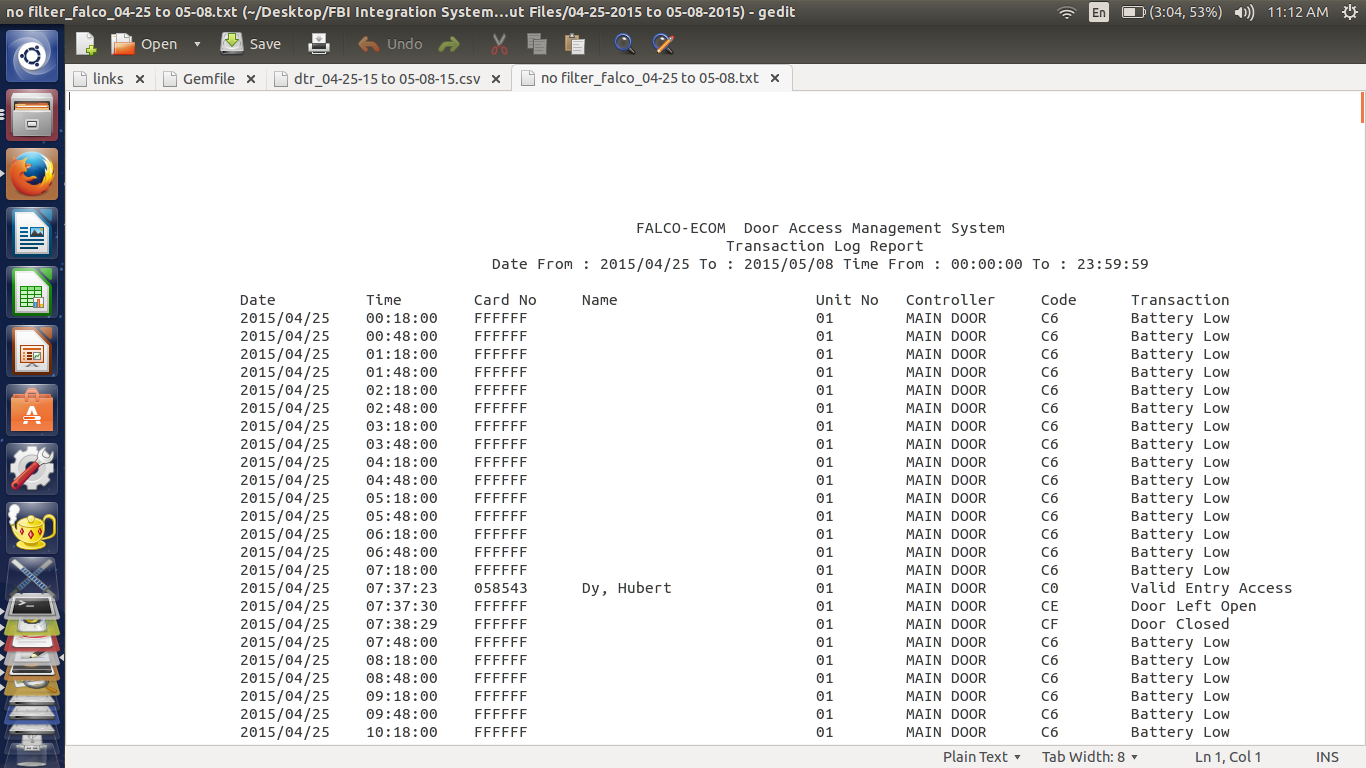 no filter_falco_04-25 to 05-08.txt (~/Desktop/FBI Integration System...ut Files/04-25-2015 to 05-08-2015) - gedit
En (3:04, 53%) 11:12 AM
Open Save Undo
links Gemfile dtr_04-25-15 to 05-08-15.csv no filter_falco_04-25 to 05-08.txt
FALCO-ECOM Door Access Management System
Transaction Log Report
Date From : 2015/04/25 To : 2015/05/08 Time From : 00:00:00 To : 23:59:59
Date Time Card No Name Unit No Controller Code Transaction
2015/04/25 00:18:00 FFFFFF 01 MAIN DOOR C6 Battery Low
2015/04/25 00:48:00 FFFFFF 01 MAIN DOOR C6 Battery Low
2015/04/25 01:18:00 FFFFFF 01 MAIN DOOR C6 Battery Low
2015/04/25 01:48:00 FFFFFF 01 MAIN DOOR C6 Battery Low
2015/04/25 02:18:00 FFFFFF 01 MAIN DOOR C6 Battery Low
2015/04/25 02:48:00 FFFFFF 01 MAIN DOOR C6 Battery Low
2015/04/25 03:18:00 FFFFFF 01 MAIN DOOR C6 Battery Low
2015/04/25 03:48:00 FFFFFF 01 MAIN DOOR C6 Battery Low
2015/04/25 04:18:00 FFFFFF 01 MAIN DOOR C6 Battery Low
2015/04/25 04:48:00 FFFFFF 01 MAIN DOOR C6 Battery Low
2015/04/25 05:18:00 FFFFFF 01 MAIN DOOR C6 Battery Low
2015/04/25 05:48:00 FFFFFF 01 MAIN DOOR C6 Battery Low
2015/04/25 06:18:00 FFFFFF 01 MAIN DOOR C6 Battery Low
2015/04/25 06:48:00 FFFFFF 01 MAIN DOOR C6 Battery Low
2015/04/25 07:18:00 FFFFFF 01 MAIN DOOR C6 Battery Low
2015/04/25 07:37:23 058543 Dy, Hubert 01 MAIN DOOR C0 Valid Entry Access
2015/04/25 07:37:30 FFFFFF 01 MAIN DOOR CE Door Left Open
2015/04/25 07:38:29 FFFFFF 01 MAIN DOOR CF Door Closed
2015/04/25 07:48:00 FFFFFF 01 MAIN DOOR C6 Battery Low
2015/04/25 08:18:00 FFFFFF 01 MAIN DOOR C6 Battery Low
2015/04/25 08:48:00 FFFFFF 01 MAIN DOOR C6 Battery Low
2015/04/25 09:18:00 FFFFFF 01 MAIN DOOR C6 Battery Low
2015/04/25 09:48:00 FFFFFF 01 MAIN DOOR C6 Battery Low
2015/04/25 10:18:00 FFFFFF 01 MAIN DOOR C6 Battery Low
Plain Text Tab Width: 8 Ln 1, Col 1 INS